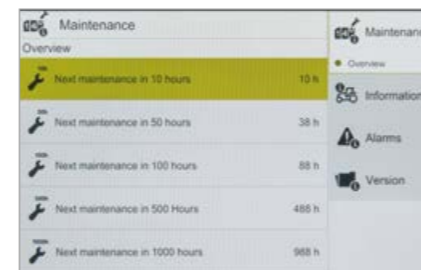 Maintenance
Overview
Next maintenance in 10 hours 10 h
Next maintenance in 50 hours 38 h
Next maintenance in 100 hours 88 h
Next maintenance in 500 Hours 488 h
Next maintenance in 1000 hours 988 h
Maintenanc
Overview
Information
Alarms
Version